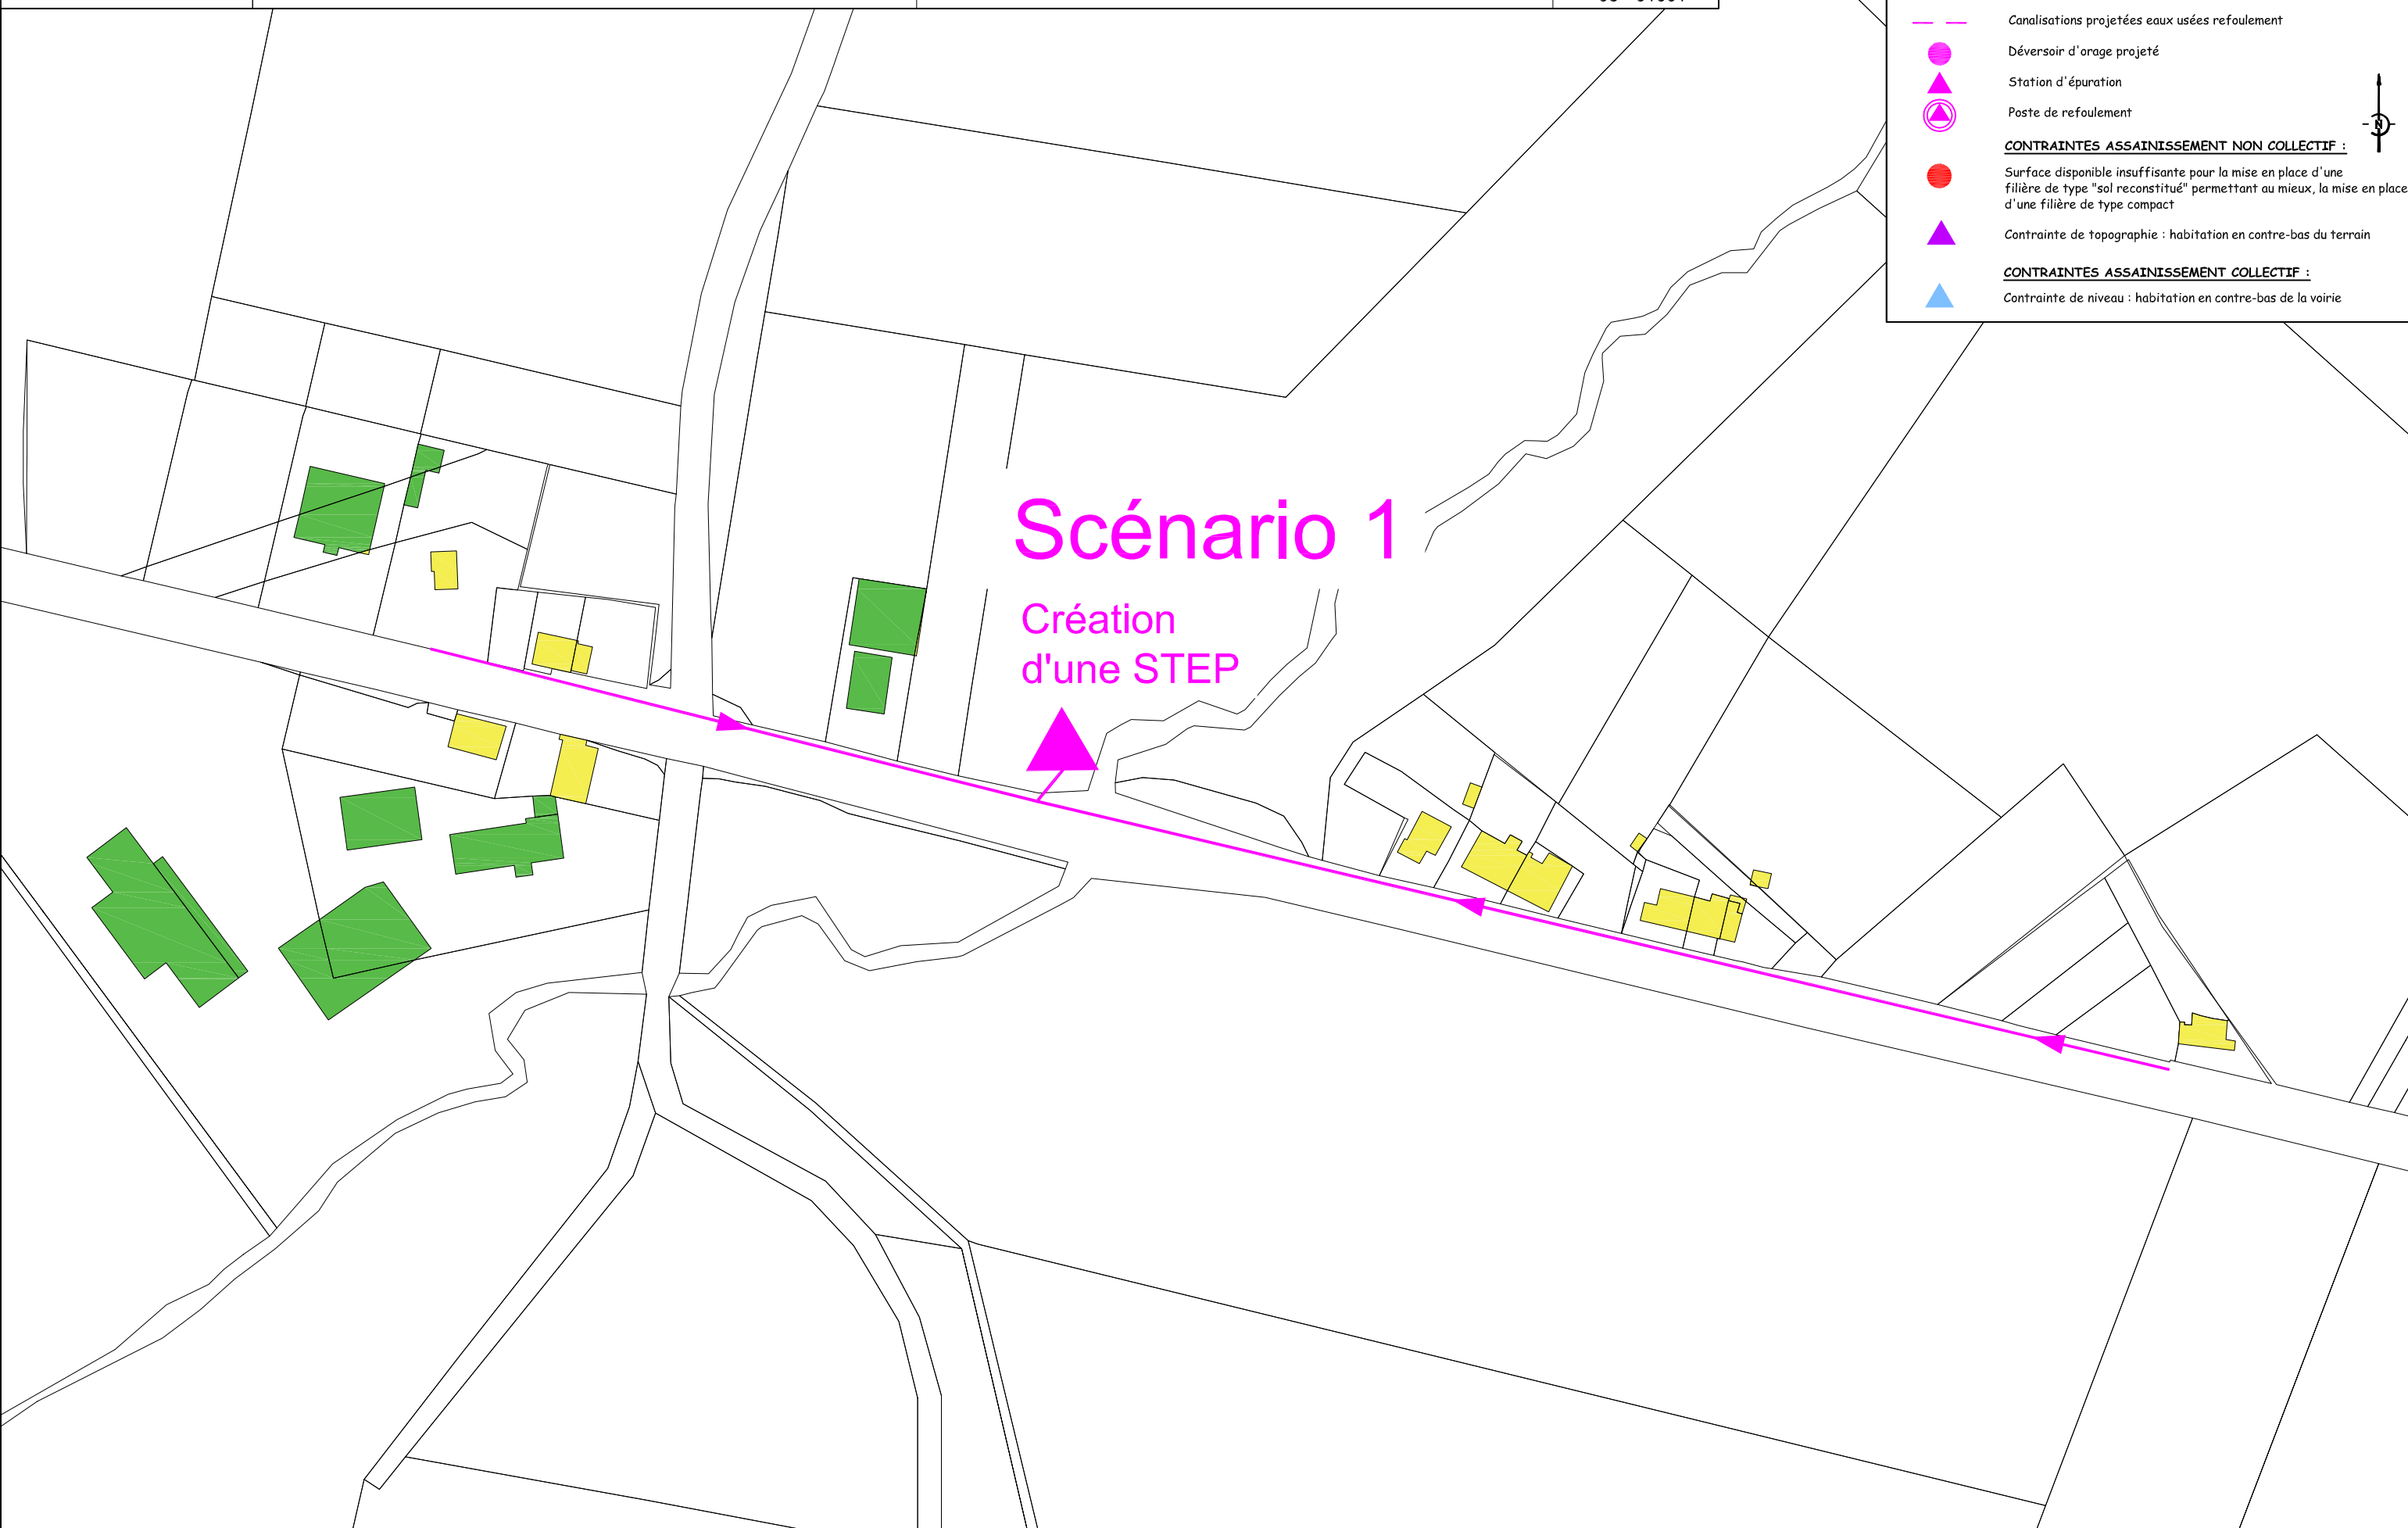 Canalisations projetées eaux usées refoulement
Déversoir d'orage projeté
Station d'épuration
Poste de refoulement
N
CONTRAINTES ASSAINISSEMENT NON COLLECTIF :
Surface disponible insuffisante pour la mise en place d'une
filière de type "sol reconstitué" permettant au mieux, la mise en place
d'une filière de type compact
Contrainte de topographie : habitation en contre-bas du terrain
CONTRAINTES ASSAINISSEMENT COLLECTIF :
Contrainte de niveau : habitation en contre-bas de la voirie
Scénario 1
Création
d'une STEP